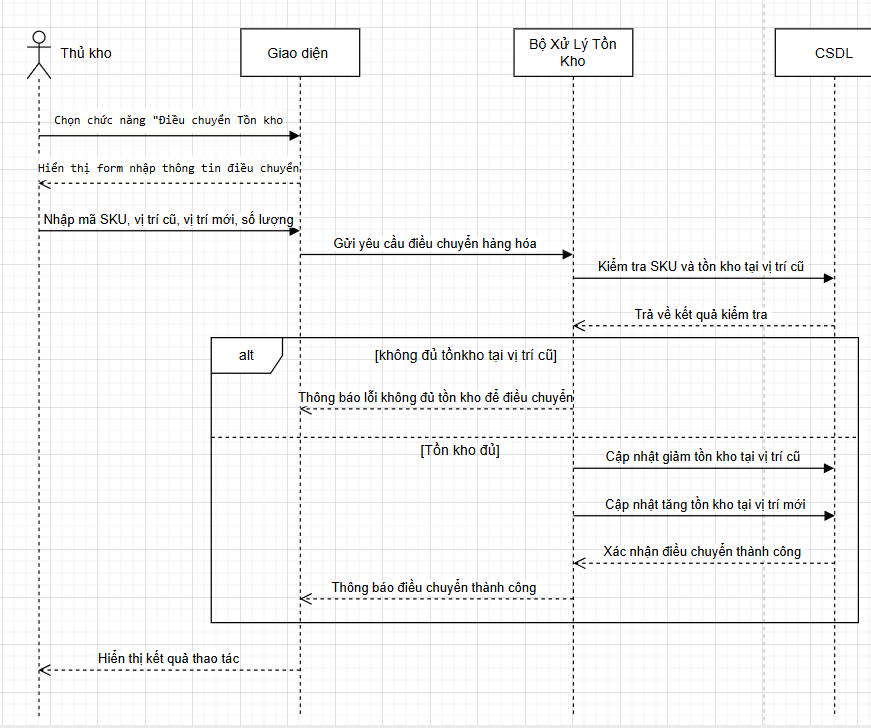 Thủ kho
Giao diện
Bộ Xử Lý Tồn
Kho
CSDL
Chọn chức năng "Điều chuyển Tồn kho
Hiển thị form nhập thông tin điều chuyển
Nhập mã SKU, vị trí cũ, vị trí mới, số lượng
Gửi yêu cầu điều chuyển hàng hóa
Kiểm tra SKU và tồn kho tại vị trí cũ
Trả về kết quả kiểm tra
alt
[không đủ tồnkho tại vị trí cũ]
Thông báo lỗi không đủ tồn kho để điều chuyển
[Tồn kho đủ]
Cập nhật giảm tồn kho tại vị trí cũ
Cập nhật tăng tồn kho tại vị trí mới
Xác nhận điều chuyển thành công
Thông báo điều chuyển thành công
Hiển thị kết quả thao tác